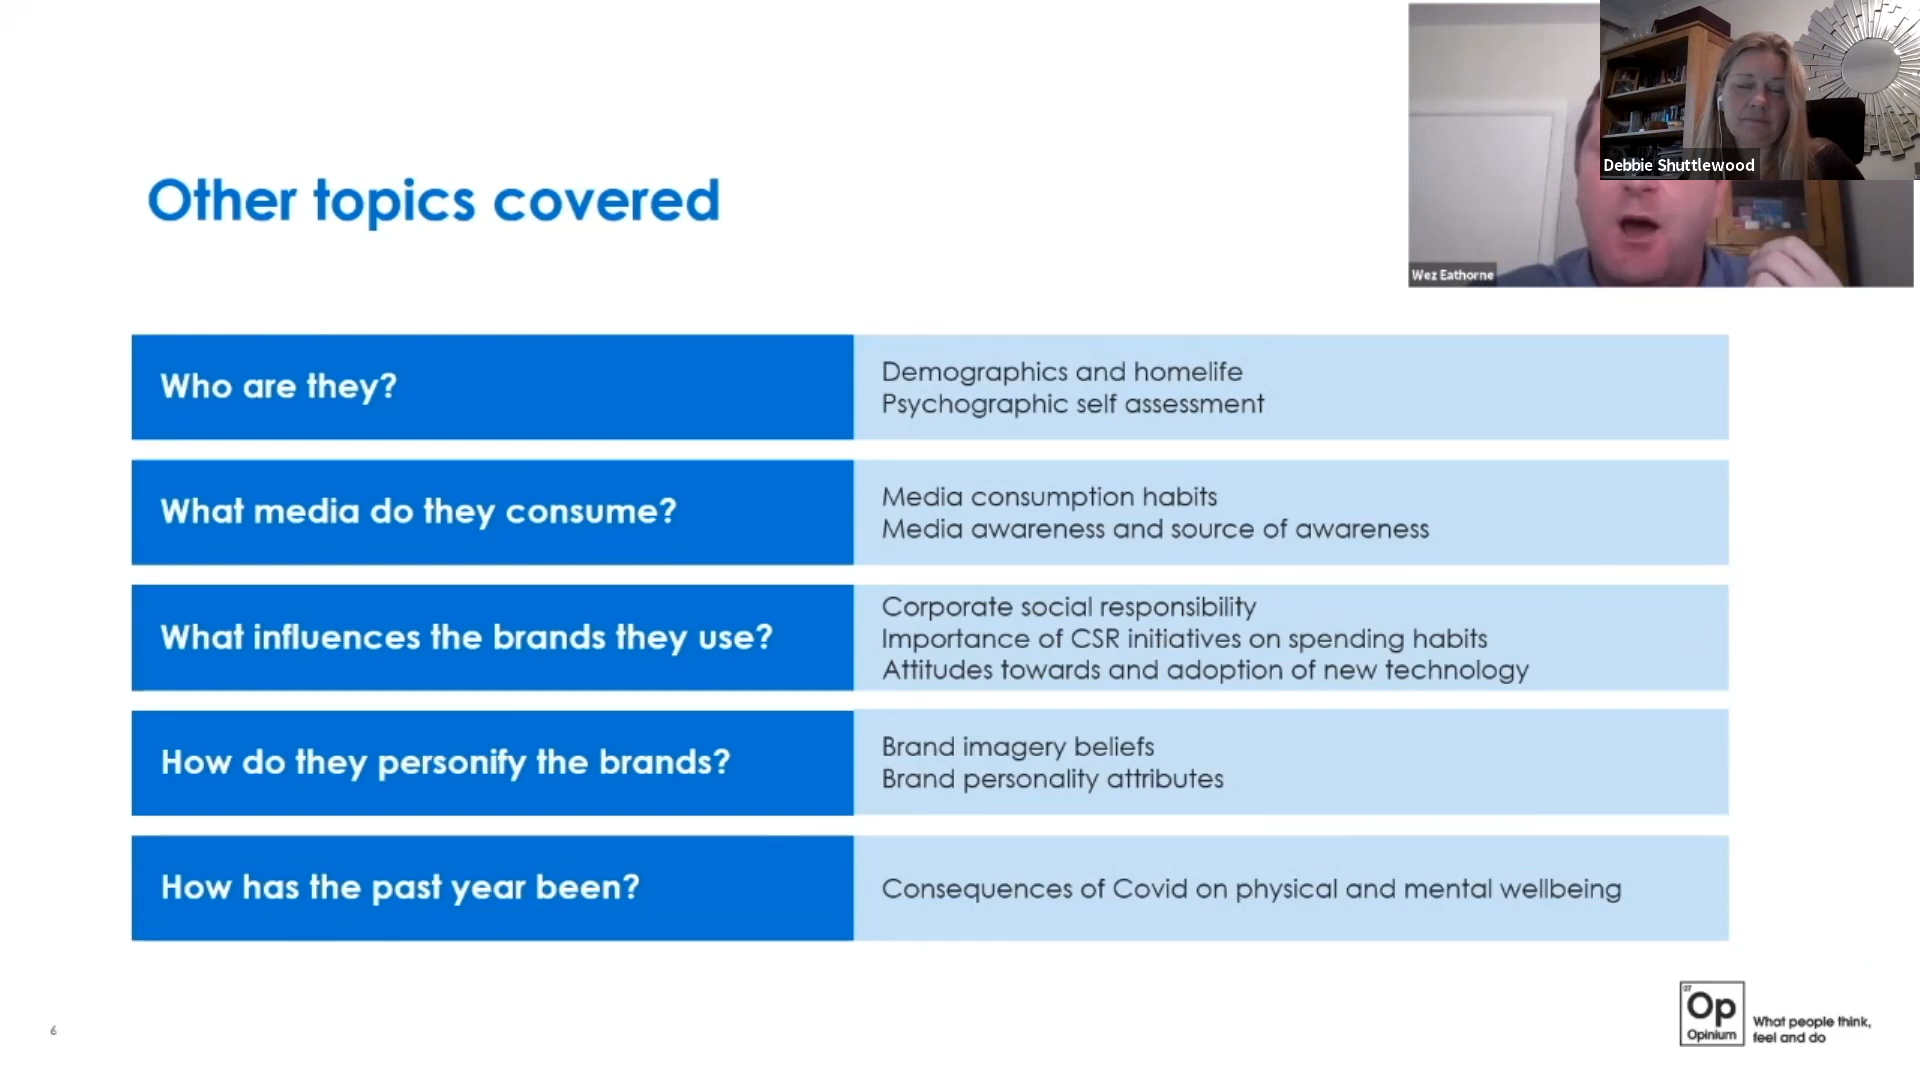 Debbie Shuttlewood
Wez Eathorne
Other topics covered
Who are they?
Demographics and homelife
Psychographic self assessment
What media do they consume?
Media consumption habits
Media awareness and source of awareness
What influences the brands they use?
Corporate social responsibility
Importance of CSR initiatives on spending habits
Attitudes towards and adoption of new technology
How do they personify the brands?
Brand imagery beliefs
Brand personality attributes
How has the past year been?
Consequences of Covid on physical and mental wellbeing
6
Op
Opinium
What people think,
feel and do